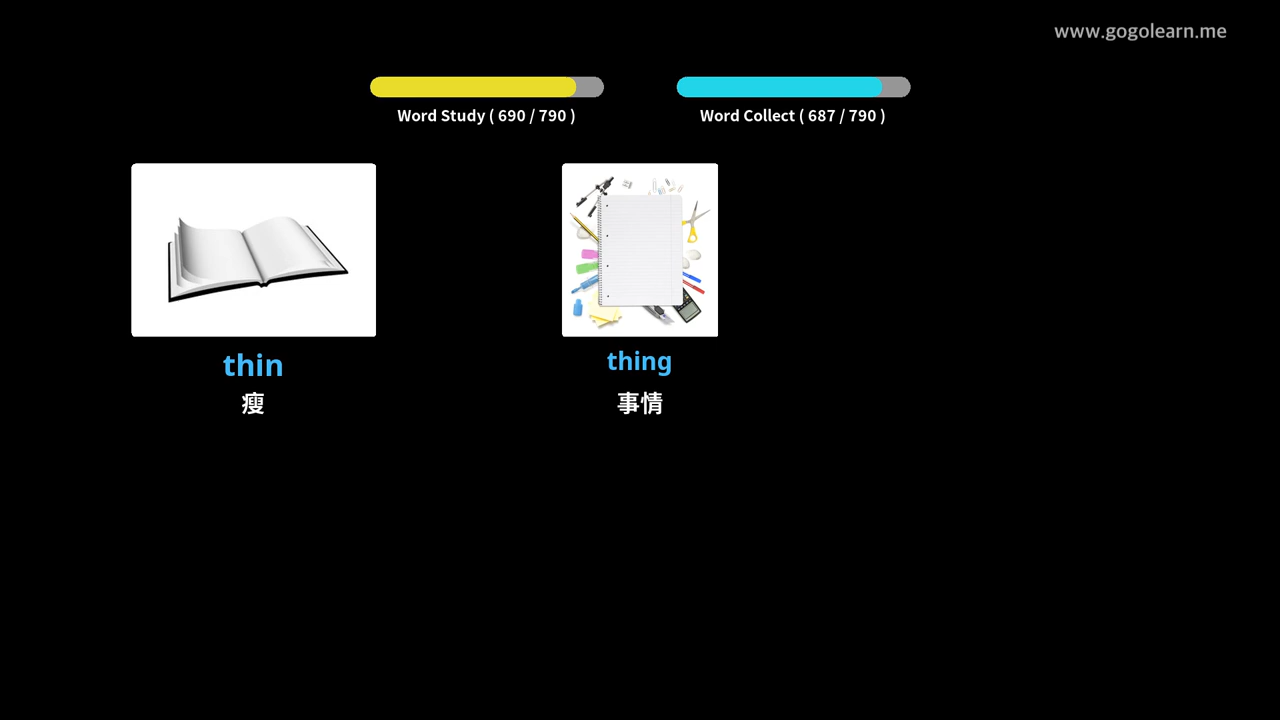 www.gogolearn.me
Word Study ( 690 / 790 )
Word Collect ( 687 / 790 )
thin
瘦
thing
事情